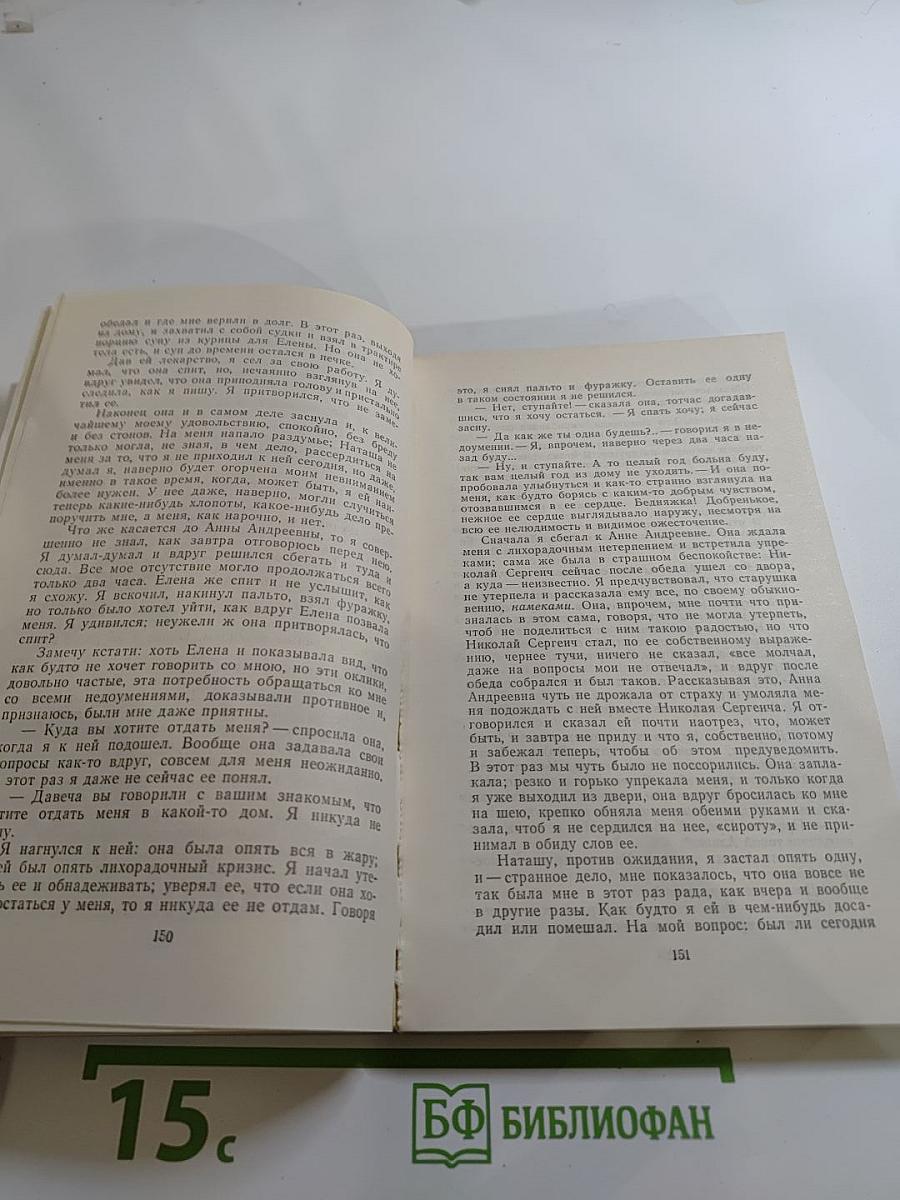 обедал и где мне верили в долг. В этот раз, выходя
из дому, я захватил с собой судки и взял в трактире
порцию супу из курицы для Елены. Но она не хо-
тела есть, и суп до времени остался в печке.
Дав ей лекарство, я сел за свою работу. Я ду-
мал, что она спит, но, нечаянно взглянув на нее,
вдруг увидел, что она приподняла голову и пристально
следила, как я пишу. Я притворился, что не заме-
тил ее.
Наконец она и в самом деле заснула и, к вели-
чайшему моему удовольствию, спокойно, без бреду
и без стонов. На меня напало раздумье; Наташа не
только могла, не зная, в чем дело, рассердиться на
меня за то, что я не приходил к ней сегодня, но даже,
думал я, наверно будет огорчена моим невниманием
именно в такое время, когда, может быть, я ей наи-
более нужен. У нее даже, наверно, могли случиться
теперь какие-нибудь хлопоты, какое-нибудь дело пре-
поручить мне, а меня, как нарочно, и нет.
Что же касается до Анны Андреевны, то я совер-
шенно не знал, как завтра отговорюсь перед нею.
Я думал-думал и вдруг решился сбегать и туда и
сюда. Все мое отсутствие могло продолжаться всего
только два часа. Елена же спит и не услышит, как
я схожу. Я вскочил, накинул пальто, взял фуражку,
но только было хотел уйти, как вдруг Елена позвала
меня. Я удивился: неужели ж она притворялась, что
спит?
Замечу кстати: хоть Елена и показывала вид, что
как будто не хочет говорить со мною, но эти оклики,
довольно частые, эта потребность обращаться ко мне
со всеми недоумениями, доказывали противное и,
признаюсь, были мне даже приятны.
— Куда вы хотите отдать меня? — спросила она,
когда я к ней подошел. Вообще она задавала свои
опросы как-то вдруг, совсем для меня неожиданно.
этот раз я даже не сейчас ее понял.
— Давеча вы говорили с вашим знакомым, что
тите отдать меня в какой-то дом. Я никуда не
у.
Я нагнулся к ней: она была опять вся в жару;
ей был опять лихорадочный кризис. Я начал уте-
ь ее и обнадеживать; уверял ее, что если она хо-
остаться у меня, то я никуда ее не отдам. Говоря
150
это, я снял пальто и фуражку. Оставить ее одну
в таком состоянии я не решился.
— Нет, ступайте! — сказала она, тотчас догадав-
шись, что я хочу остаться. — Я спать хочу; я сейчас
засну.
— Да как же ты одна будешь?.. — говорил я в не-
доумении. — Я, впрочем, наверно через два часа на-
зад буду...
— Ну, и ступайте. А то целый год больна буду,
так вам целый год из дому не уходить. — И она по-
пробовала улыбнуться и как-то странно взглянула на
меня, как будто борясь с каким-то добрым чувством,
отозвавшимся в ее сердце. Бедняжка! Добренькое,
нежное ее сердце выглядывало наружу, несмотря на
всю ее нелюдимость и видимое ожесточение.
Сначала я сбегал к Анне Андреевне. Она ждала
меня с лихорадочным нетерпением и встретила упре-
ками; сама же была в страшном беспокойстве: Ни-
колай Сергеич сейчас после обеда ушел со двора,
а куда — неизвестно. Я предчувствовал, что старушка
не утерпела и рассказала ему все, по своему обыкно-
вению, намеками. Она, впрочем, мне почти что при-
зналась в этом сама, говоря, что не могла утерпеть,
чтоб не поделиться с ним такою радостью, но что
Николай Сергеич стал, по ее собственному выраже-
нию, чернее тучи, ничего не сказал, «все молчал,
даже на вопросы мои не отвечал», и вдруг после
обеда собрался и был таков. Рассказывая это, Анна
Андреевна чуть не дрожала от страху и умоляла ме-
ня подождать с ней вместе Николая Сергеича. Я от-
говорился и сказал ей почти наотрез, что, может
быть, и завтра не приду и что я, собственно, потому
и забежал теперь, чтобы об этом предуведомить.
В этот раз мы чуть было не поссорились. Она запла-
кала; резко и горько упрекала меня, и только когда
я уже выходил из двери, она вдруг бросилась ко мне
на шею, крепко обняла меня обеими руками и ска-
зала, чтоб я не сердился на нее, «сироту», и не при-
нимал в обиду слов ее.
Наташу, против ожидания, я застал опять одну,
и — странное дело, мне показалось, что она вовсе не
так была мне в этот раз рада, как вчера и вообще
в другие разы. Как будто я ей в чем-нибудь доса-
дил или помешал. На мой вопрос: был ли сегодня
151
15 с
БФ БИБЛИОФАН